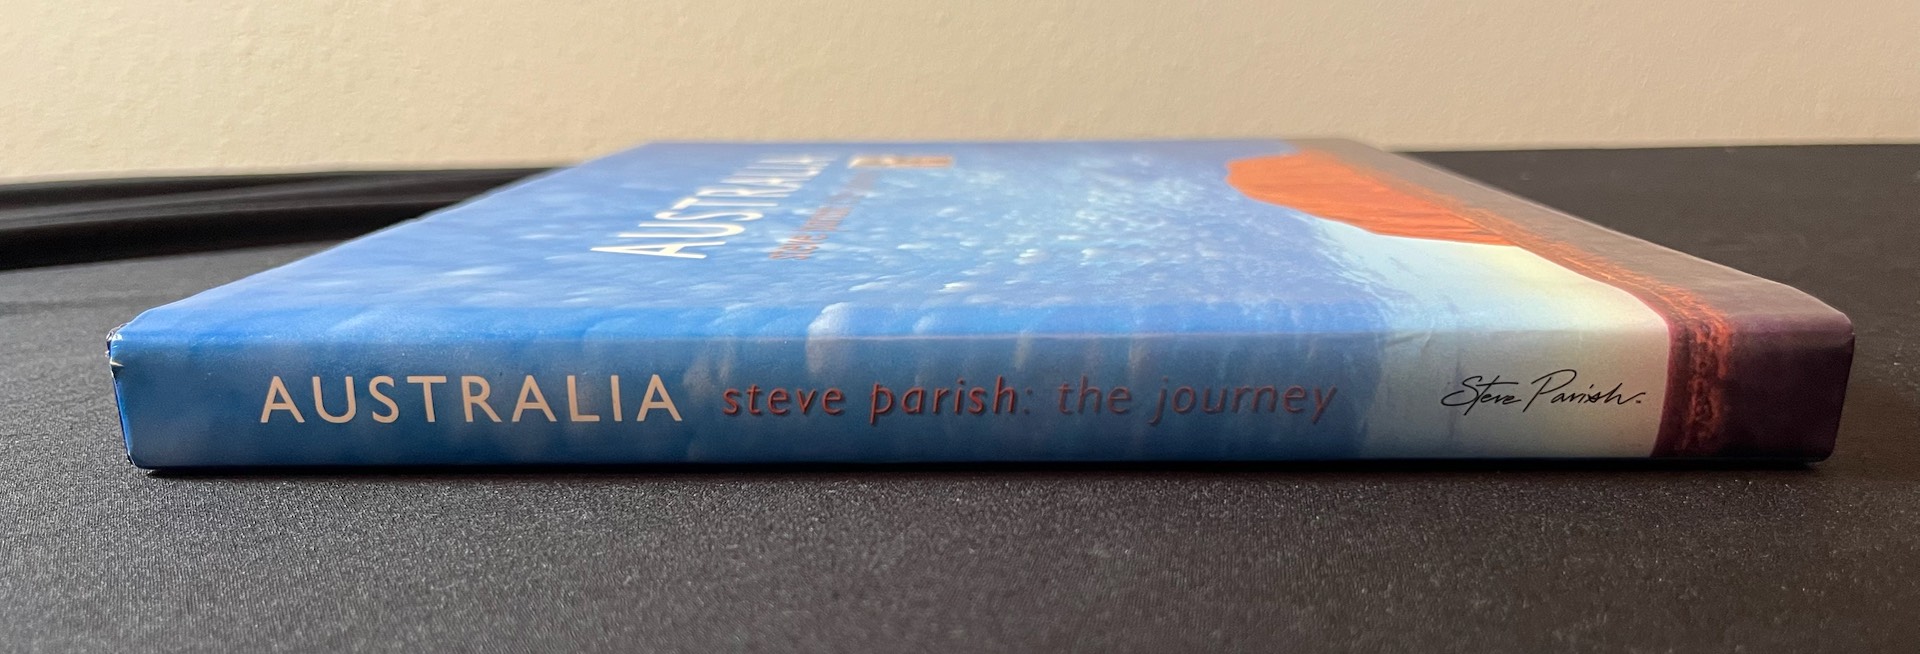 AUSTRALIA
AUSTRALIA steve parish: the journey Steve Parish